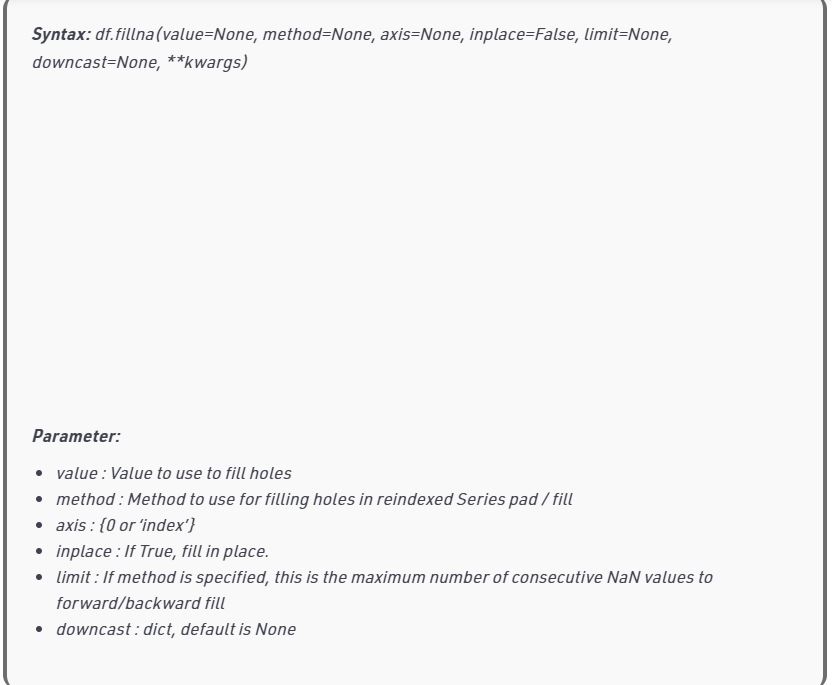 Syntax: df.fillna(value=None, method=None, axis=None, inplace=False, limit=None,
downcast=None, **kwargs)
Parameter:
• value : Value to use to fill holes
• method : Method to use for filling holes in reindexed Series pad / fill
• axis : {0 or ‘index’}
• inplace : If True, fill in place.
• limit : If method is specified, this is the maximum number of consecutive NaN values to
forward/backward fill
• downcast : dict, default is None